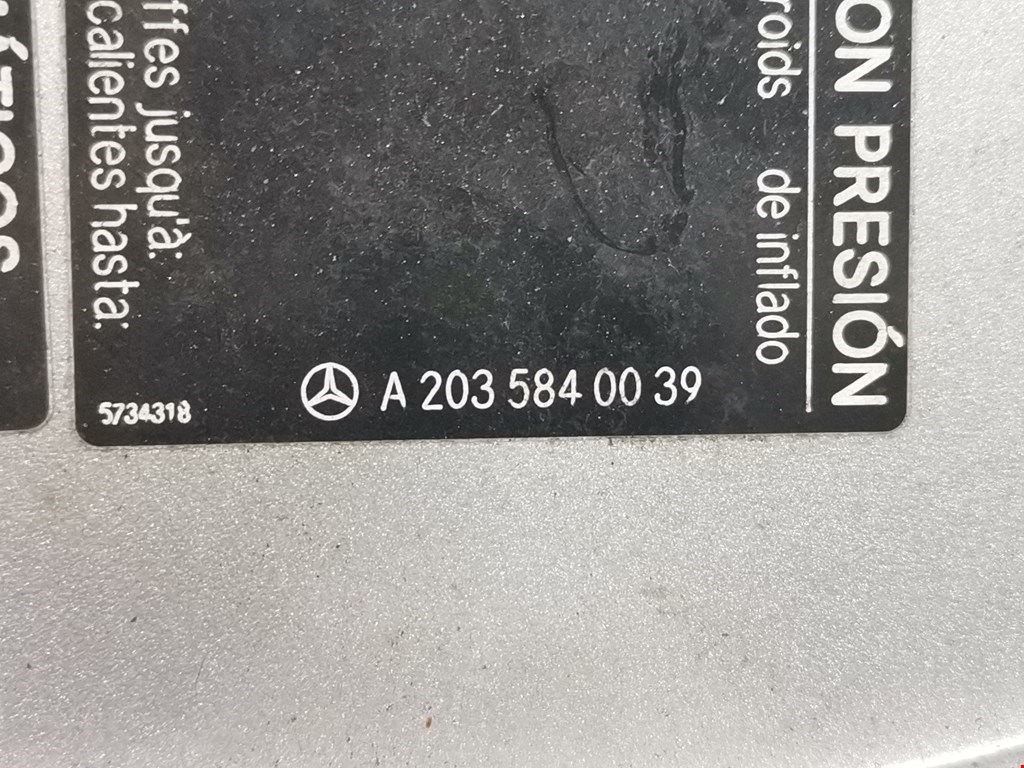 ON PRESIÓN
roids de inflado
ffes jusqu'à:
calientes hasta:
5734318
A 203 584 00 39